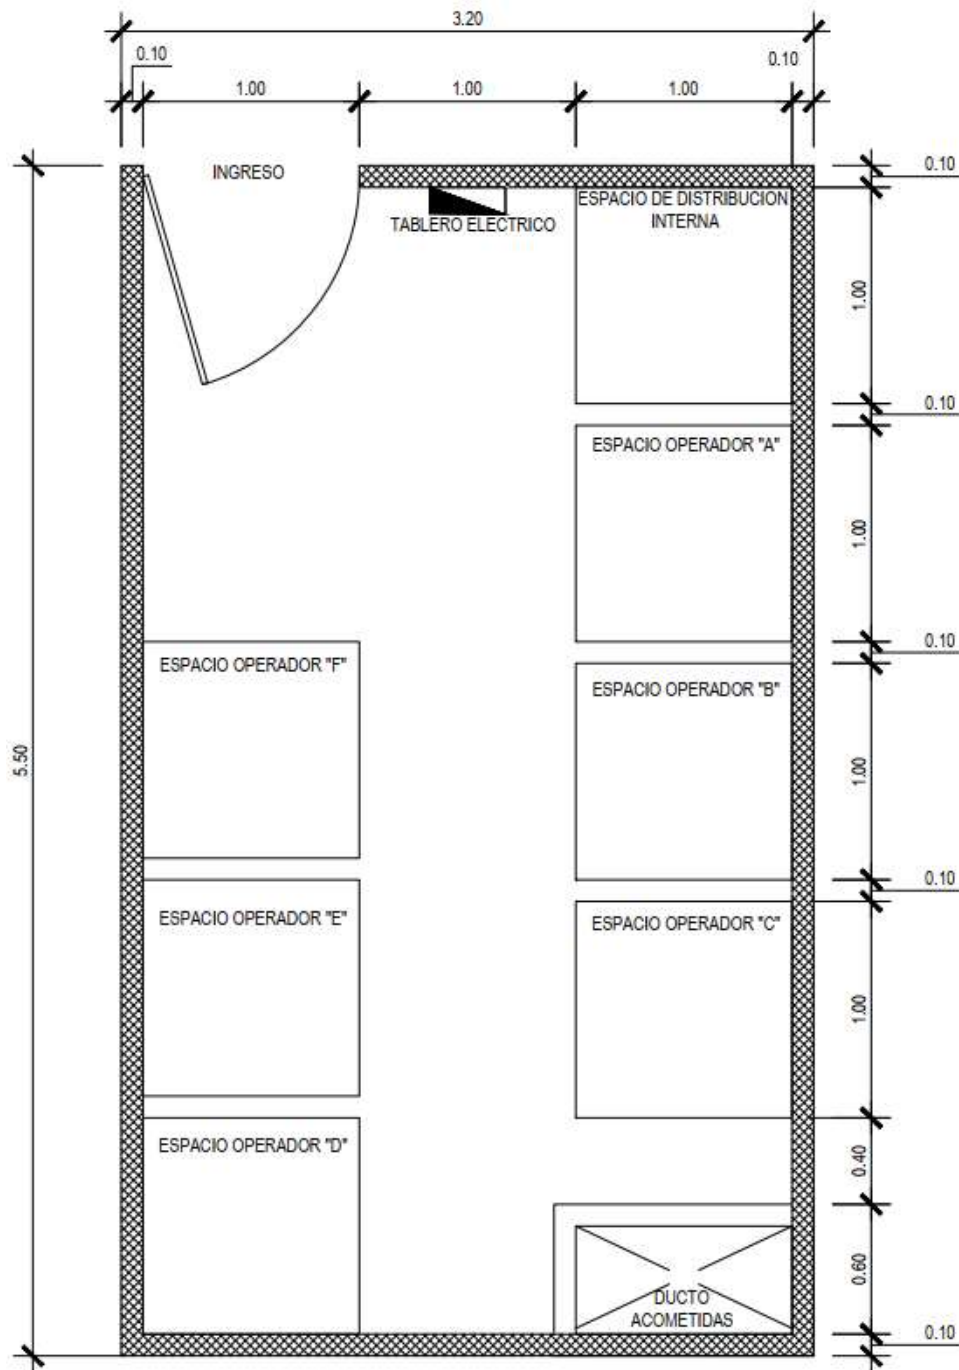 3.20
0.10
0.10
1.00
1.00
1.00
INGRESO
0.10
ESPACIO DE DISTRIBUCION
INTERNA
TABLERO ELECTRICO
1.00
0.10
ESPACIO OPERADOR "A"
1.00
0.10
ESPACIO OPERADOR "F"
ESPACIO OPERADOR "B"
5.50
1.00
0.10
ESPACIO OPERADOR "E"
ESPACIO OPERADOR "C"
1.00
ESPACIO OPERADOR "D"
0.40
0.60
DUCTO
ACOMETIDAS
0.10